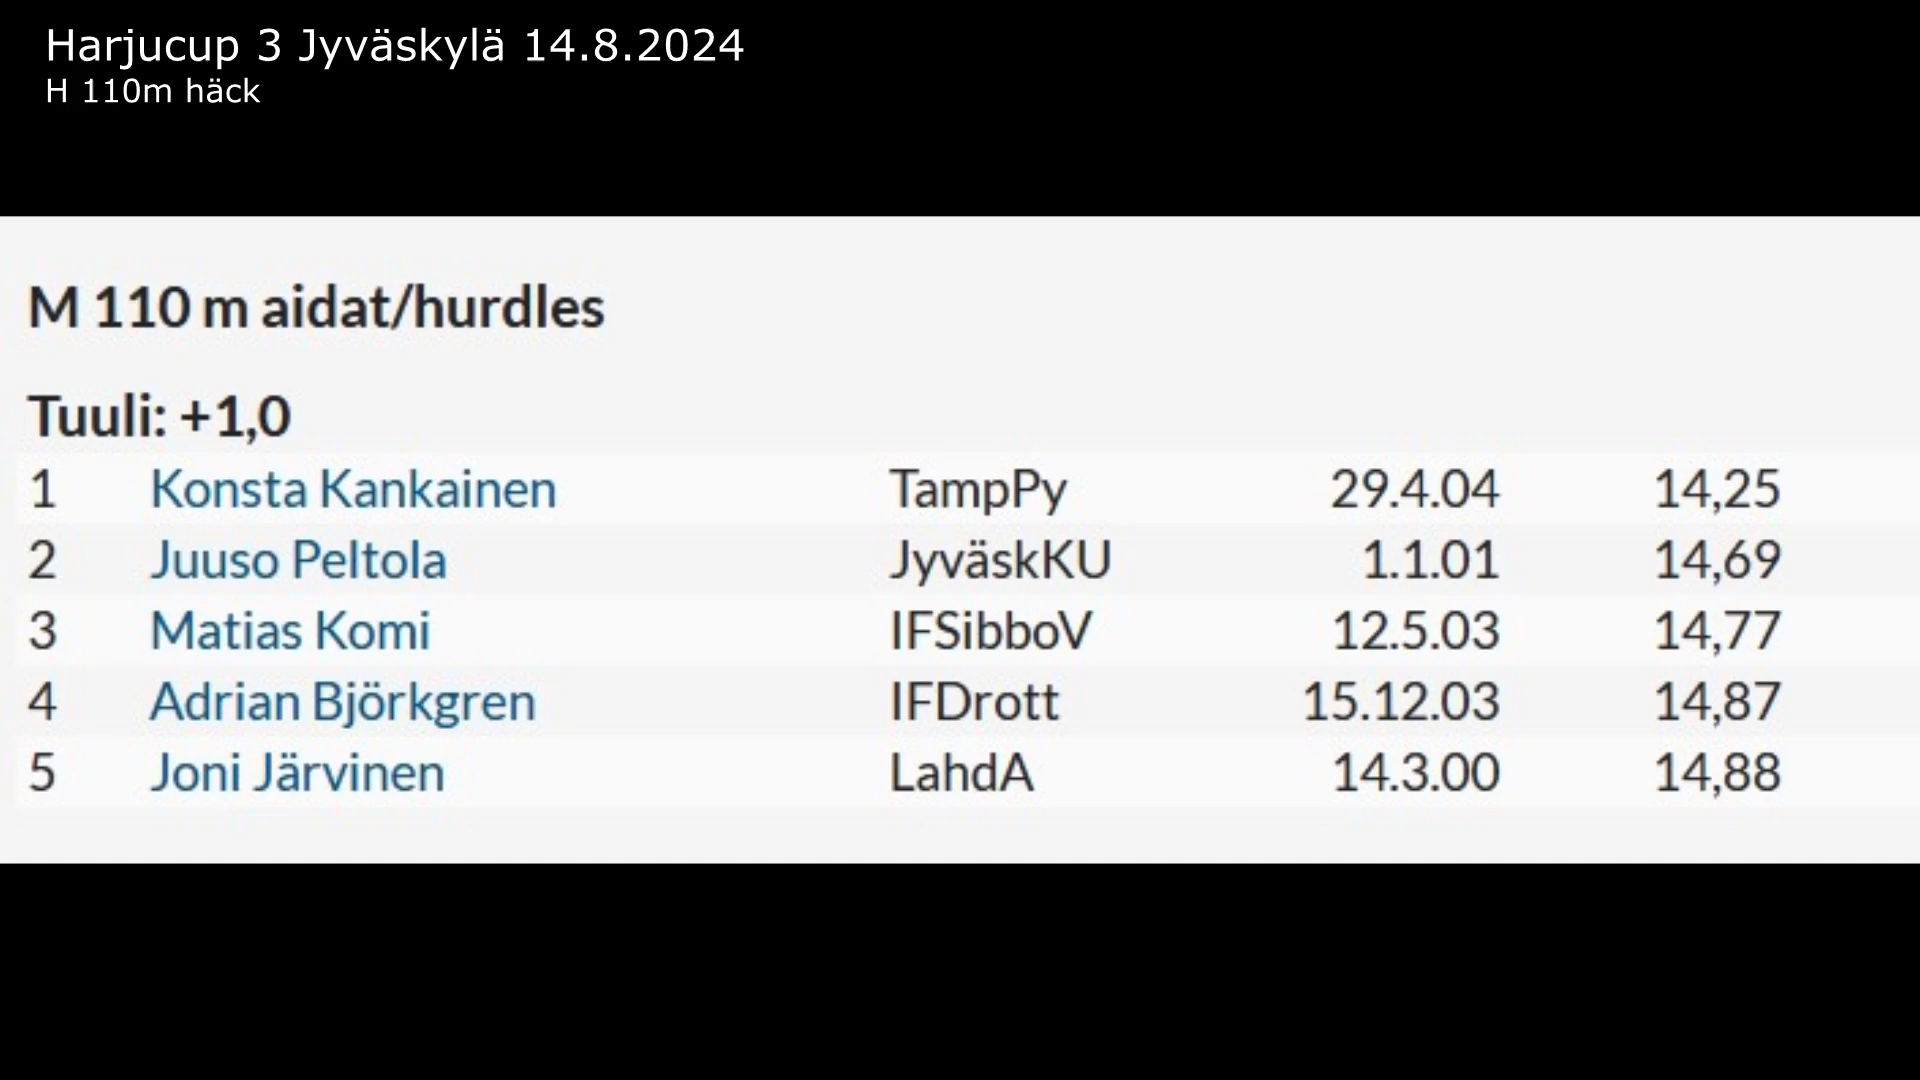 Harjucup 3 Jyväskylä 14.8.2024
H 110m häck
M 110 m aidat/hurdles
Tuuli: +1,0
1 Konsta Kankainen TampPy 29.4.04 14,25
2 Juuso Peltola JyväskKU 1.1.01 14,69
3 Matias Komi IFSibboV 12.5.03 14,77
4 Adrian Björkgren IFDrott 15.12.03 14,87
5 Joni Järvinen LahdA 14.3.00 14,88